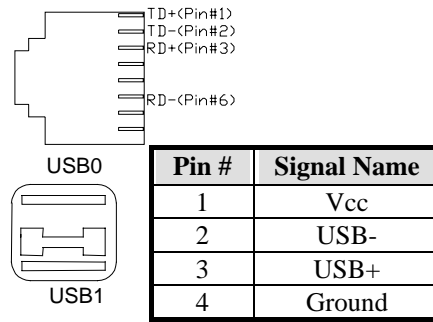 TD+(Pin#1)
TD-(Pin#2)
RD+(Pin#3)
RD-(Pin#6)
USB0
USB1
Pin # Signal Name
1 Vcc
2 USB-
3 USB+
4 Ground